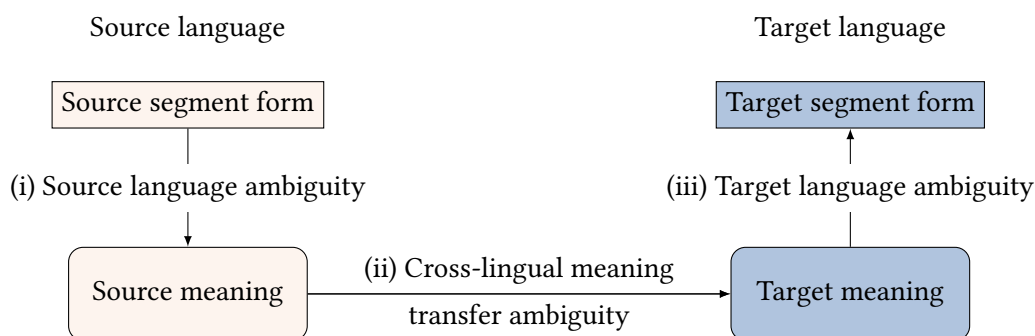 Source language
Target language
Source segment form
Target segment form
(i) Source language ambiguity
(iii) Target language ambiguity
(ii) Cross-lingual meaning
Source meaning
Target meaning
transfer ambiguity